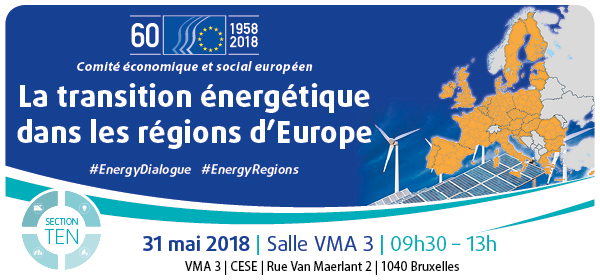 60 1958
2018
Comité économique et social européen
La transition énergétique
dans les régions d'Europe
#EnergyDialogue #EnergyRegions
SECTION
TEN
31 mai 2018 | Salle VMA 3 | 09h30 – 13h
VMA 3 | CESE | Rue Van Maerlant 2 | 1040 Bruxelles